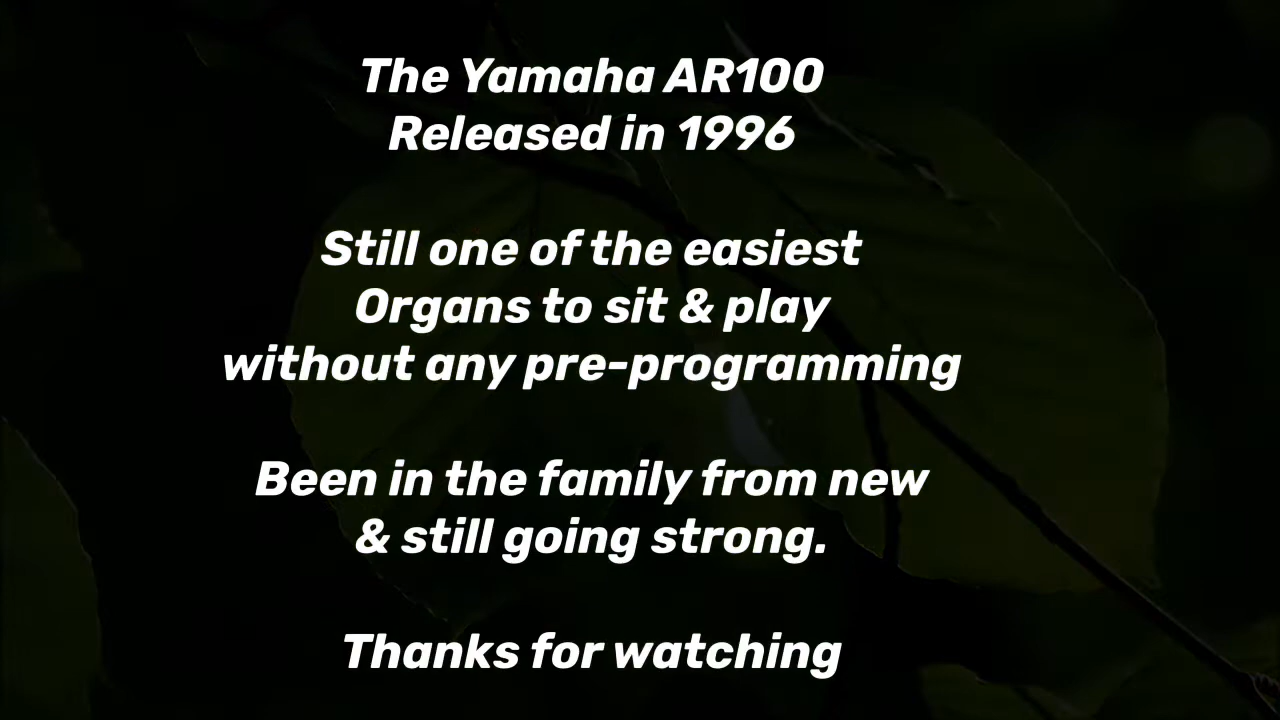 The Yamaha AR100
Released in 1996
Still one of the easiest
Organs to sit & play
without any pre-programming
Been in the family from new
& still going strong.
Thanks for watching